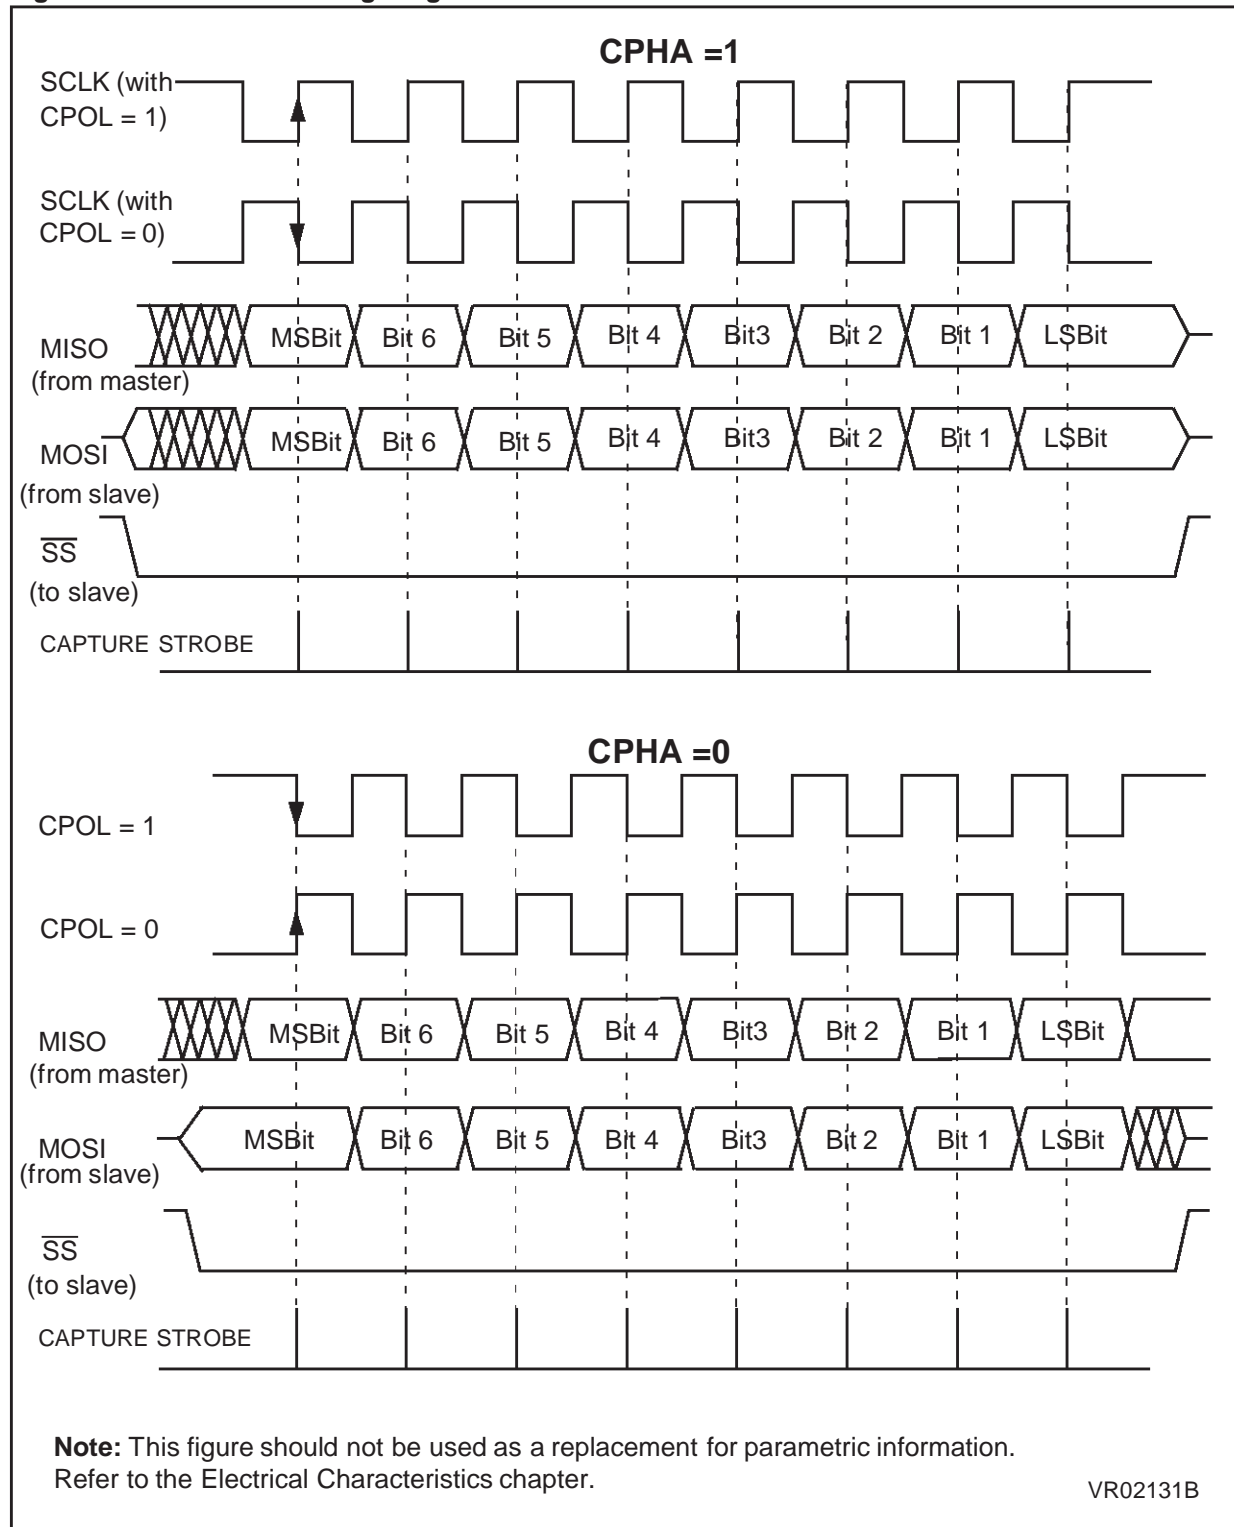 CPHA =1
SCLK (with
CPOL = 1)
SCLK (with
CPOL = 0)
MISO
(from master)
MSBit Bit 6 Bit 5 Bit 4 Bit3 Bit 2 Bit 1 LSBit
MOSI
(from slave)
MSBit Bit 6 Bit 5 Bit 4 Bit3 Bit 2 Bit 1 LSBit
SS
(to slave)
CAPTURE STROBE
CPHA =0
CPOL = 1
CPOL = 0
MISO
(from master)
MSBit Bit 6 Bit 5 Bit 4 Bit3 Bit 2 Bit 1 LSBit
MOSI
(from slave)
MSBit Bit 6 Bit 5 Bit 4 Bit3 Bit 2 Bit 1 LSBit
SS
(to slave)
CAPTURE STROBE
Note: This figure should not be used as a replacement for parametric information.
Refer to the Electrical Characteristics chapter.
VR02131B